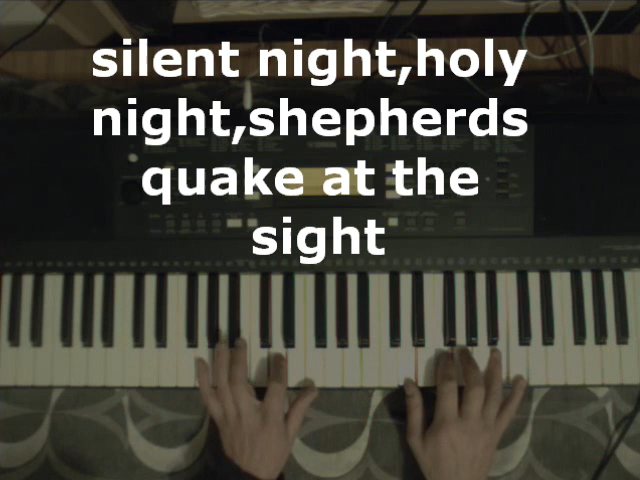 silent night,holy
night,shepherds
quake at the
sight